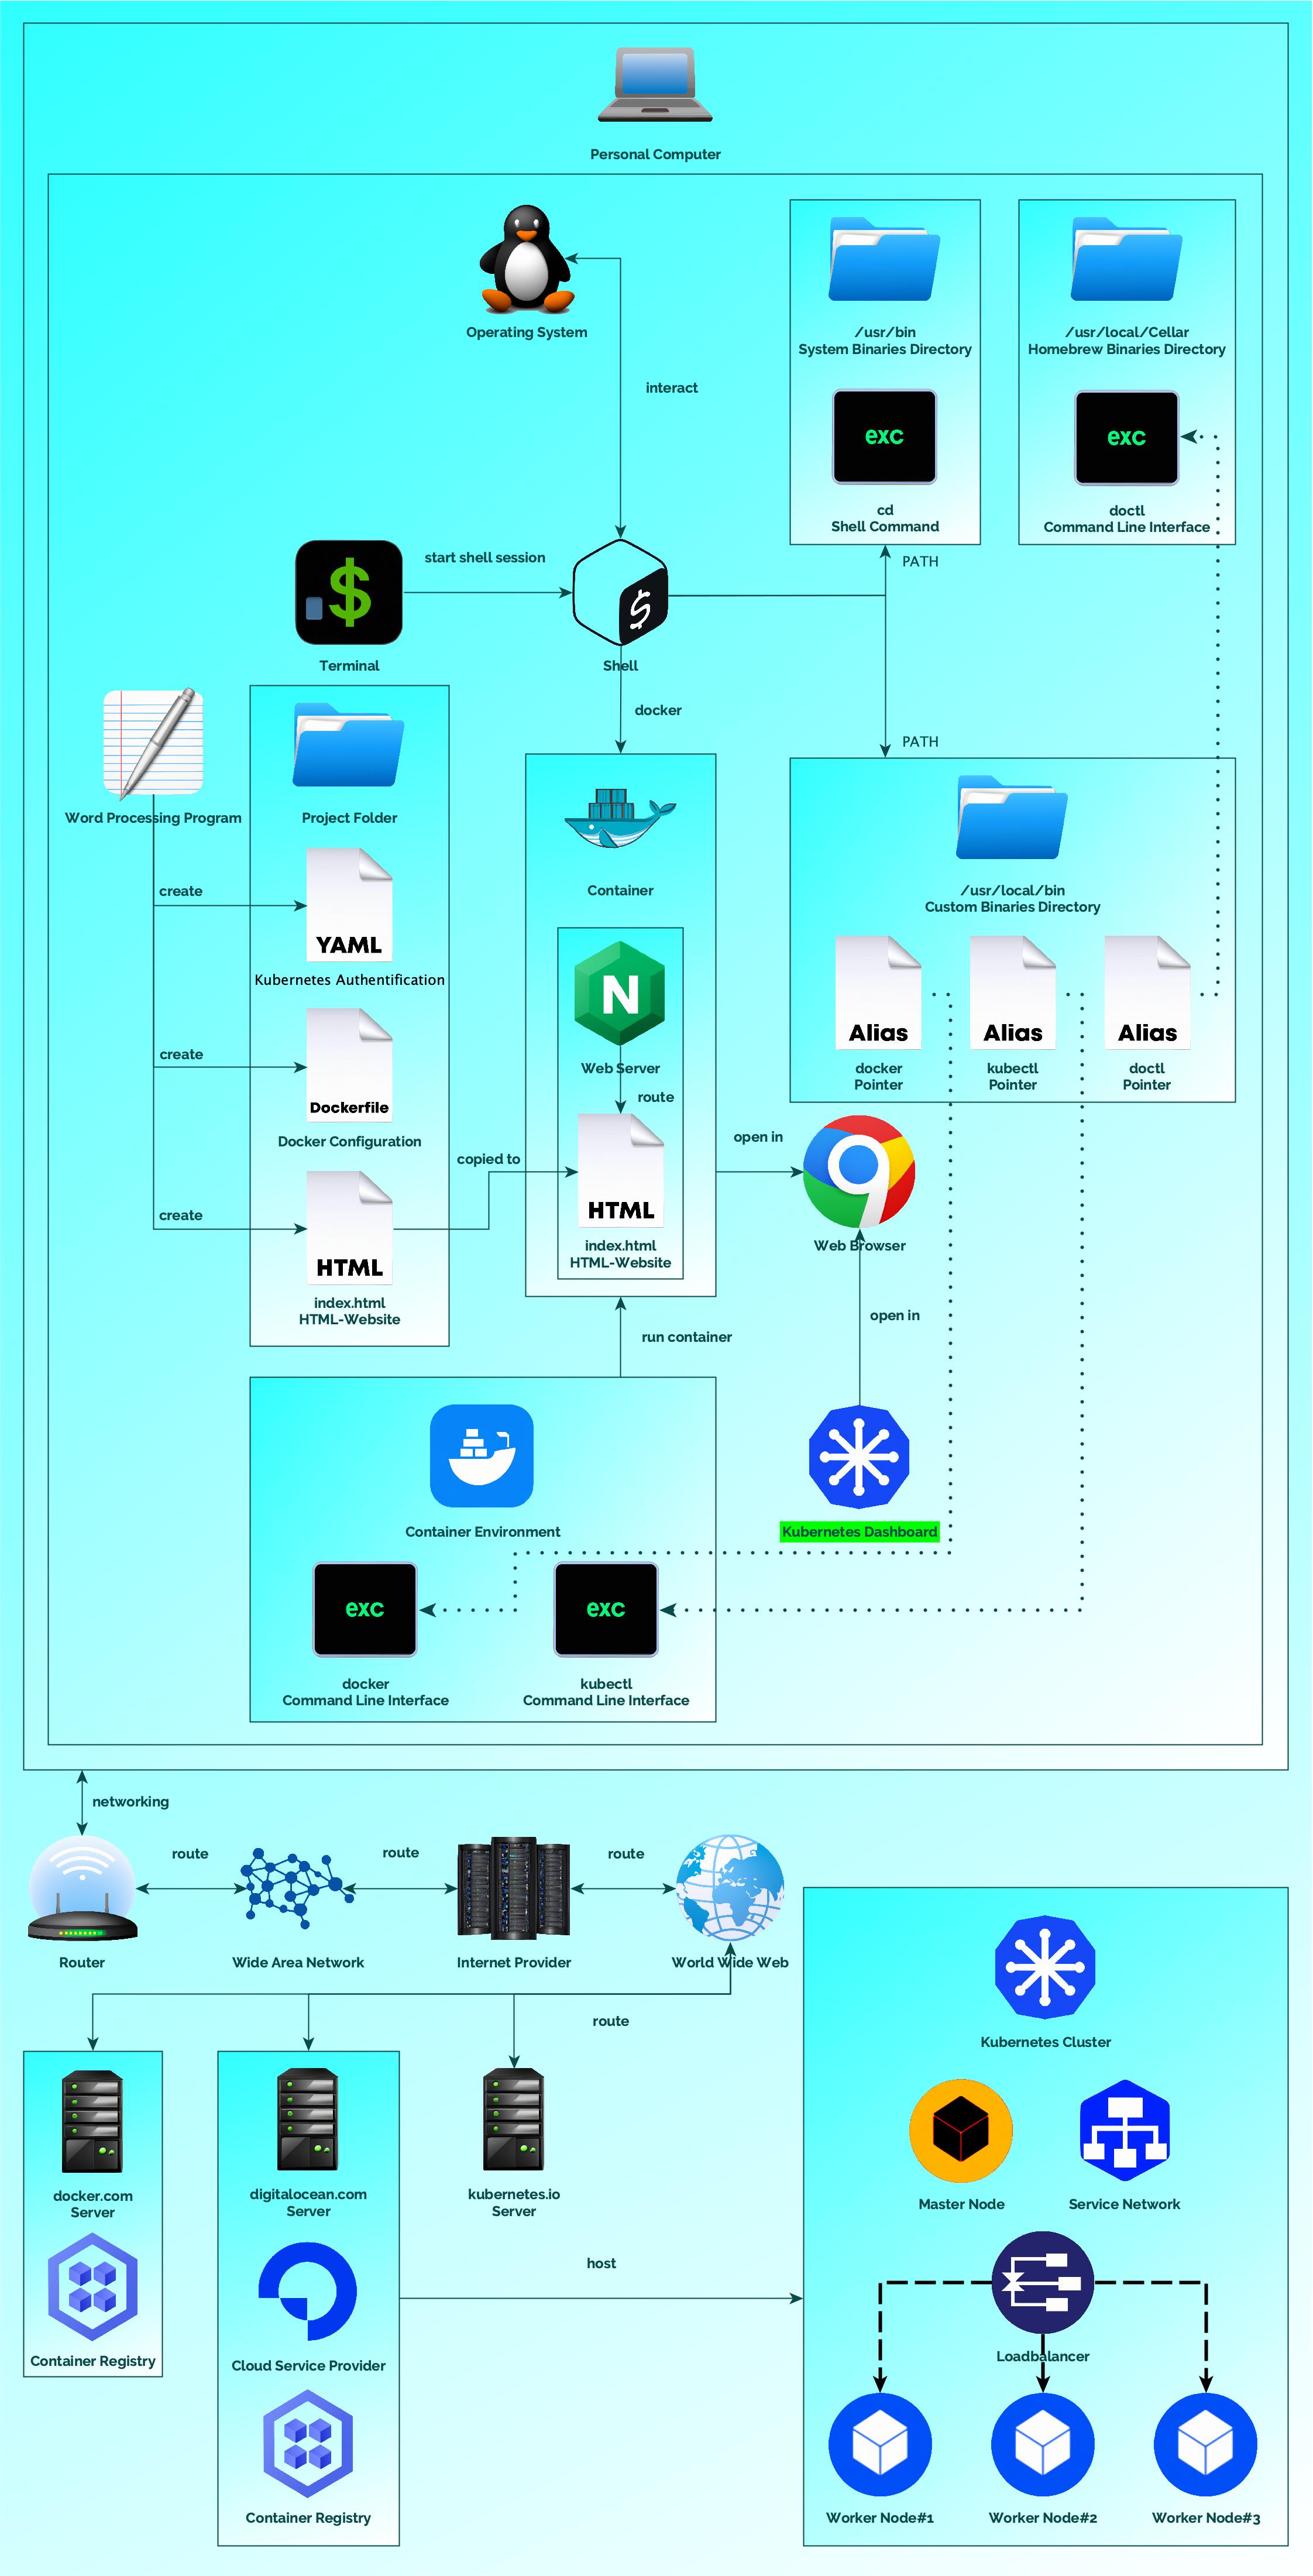 Personal Computer
Operating System
interact
/usr/bin
System Binaries Directory
exc
cd
Shell Command
/usr/local/Cellar
Homebrew Binaries Directory
exc
doctl
Command Line Interface
Terminal
start shell session
Shell
PATH
PATH
docker
Word Processing Program
create
create
create
Project Folder
YAML
Kubernetes Authentification
Dockerfile
Docker Configuration
HTML
index.html
HTML-Website
copied to
Container
N
Web Server
route
HTML
index.html
HTML-Website
open in
/usr/local/bin
Custom Binaries Directory
Alias
Alias
Alias
docker
Pointer
kubectl
Pointer
doctl
Pointer
Web Browser
open in
run container
Container Environment
Kubernetes Dashboard
exc
docker
Command Line Interface
exc
kubectl
Command Line Interface
networking
route
route
route
Router
Wide Area Network
Internet Provider
World Wide Web
route
docker.com
Server
Container Registry
digitalocean.com
Server
Cloud Service Provider
Container Registry
kubernetes.io
Server
host
Kubernetes Cluster
Master Node
Service Network
Loadbalancer
Worker Node#1
Worker Node#2
Worker Node#3